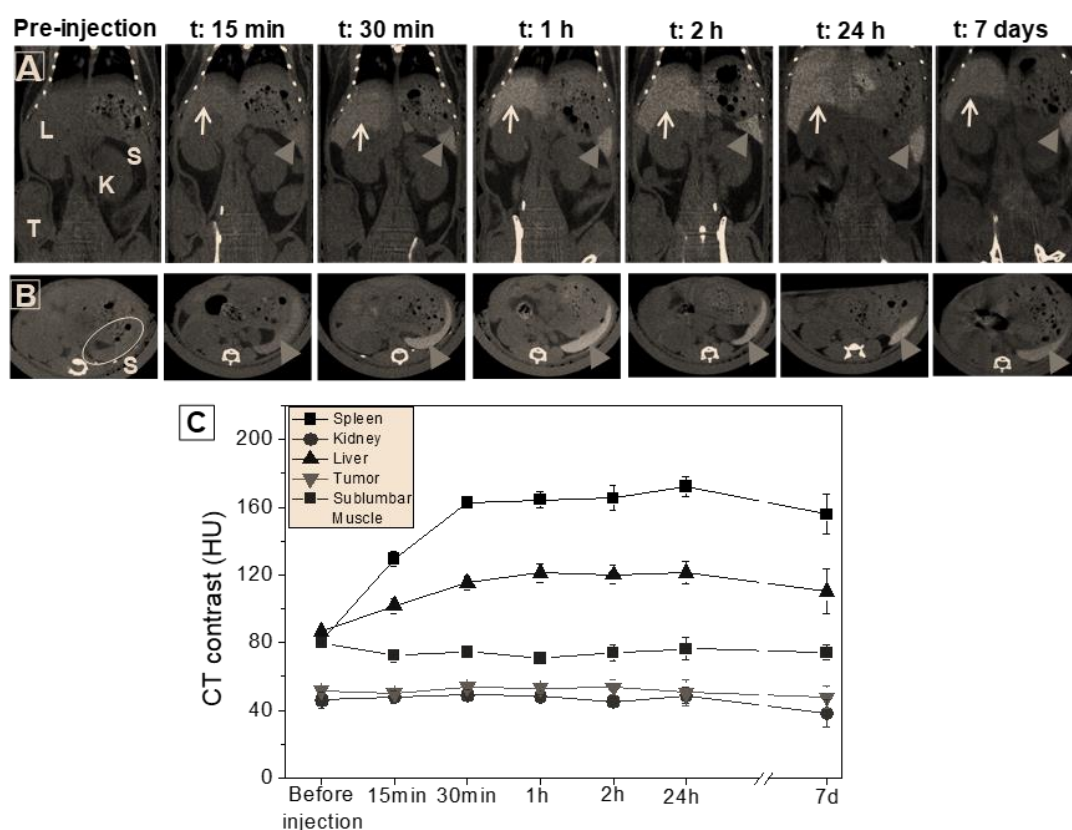 Pre-injection t: 15 min t: 30 min t: 1 h t: 2 h t: 24 h t: 7 days
A
L
S
K
T
B
S
C
Spleen
Kidney
Liver
Tumor
Sublumbar
Muscle
CT contrast (HU)
200
160
120
80
40
0
Before 15min 30min 1h 2h 24h 7d
injection